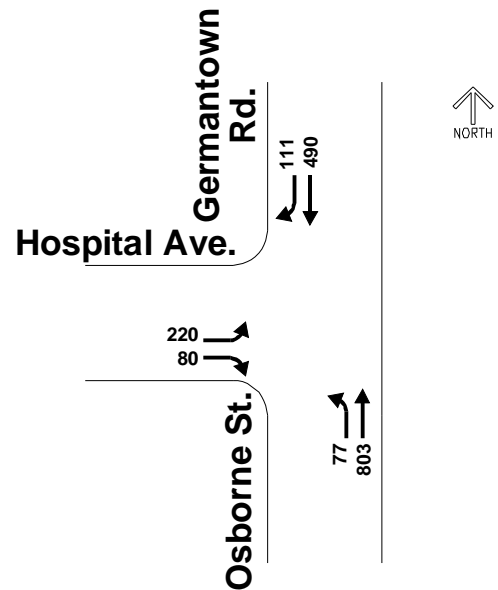 Germantown
Rd.
NORTH
111
490
Hospital Ave.
220
80
Osborne St.
77
803